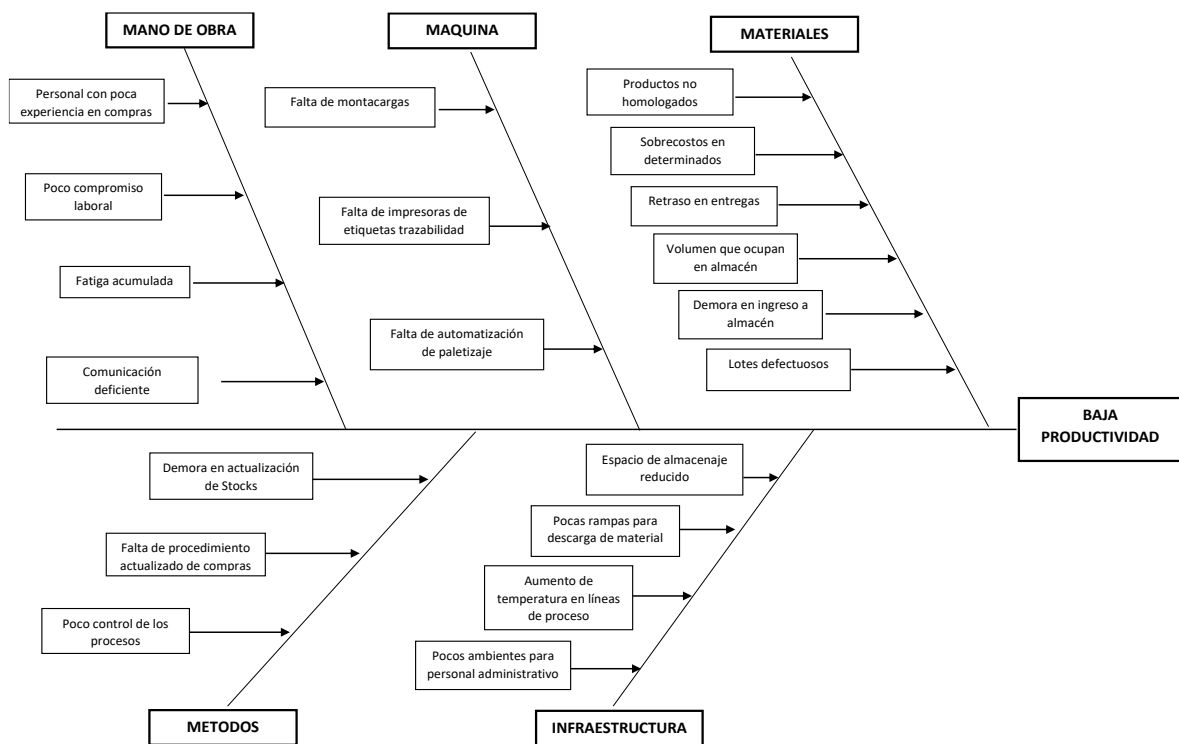 MANO DE OBRA
MAQUINA
MATERIALES
Personal con poca
experiencia en compras
Poco compromiso
laboral
Fatiga acumulada
Comunicación
deficiente
Falta de montacargas
Falta de impresoras de
etiquetas trazabilidad
Falta de automatización
de paletizaje
Productos no
homologados
Sobrecostos en
determinados
Retraso en entregas
Volumen que ocupan
en almacén
Demora en ingreso a
almacén
Lotes defectuosos
BAJA
PRODUCTIVIDAD
Demora en actualización
de Stocks
Falta de procedimiento
actualizado de compras
Poco control de los
procesos
Espacio de almacenaje
reducido
Pocas rampas para
descarga de material
Aumento de
temperatura en líneas
de proceso
Pocos ambientes para
personal administrativo
METODOS
INFRAESTRUCTURA